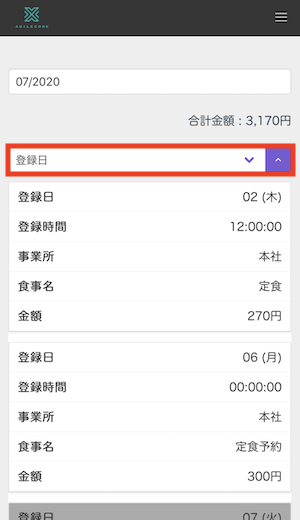 AGILECODE
07/2020
合計金額 : 3,170円
登録日
登録日 02 (木)
登録時間 12:00:00
事業所 本社
食事名 定食
金額 270円
登録日 06 (月)
登録時間 00:00:00
事業所 本社
食事名 定食予約
金額 300円
登録日 07 (火)